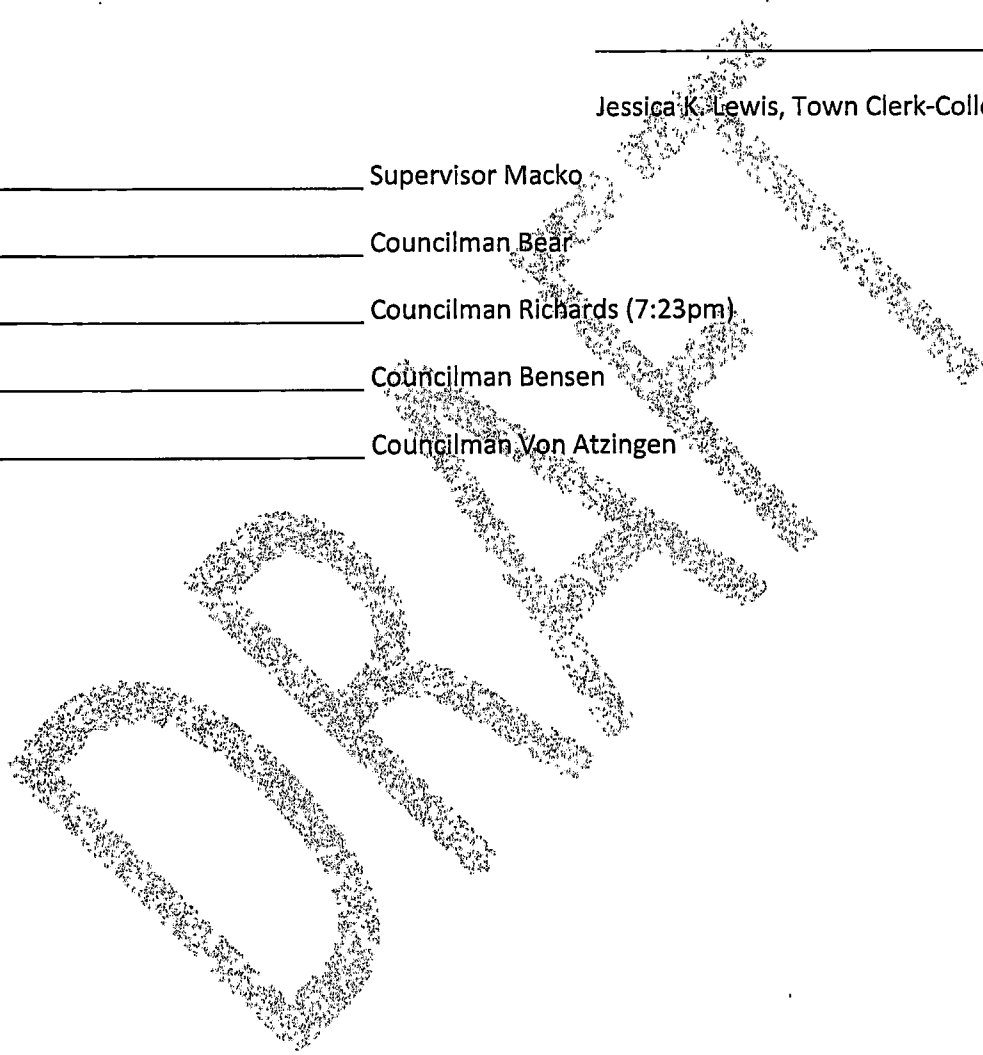 Jessica K. Lewis, Town Clerk-Colle
Supervisor Macko
Councilman Bear
Councilman Richards (7:23pm)
Councilman Bensen
Councilman Von Atzingen
DRAFT